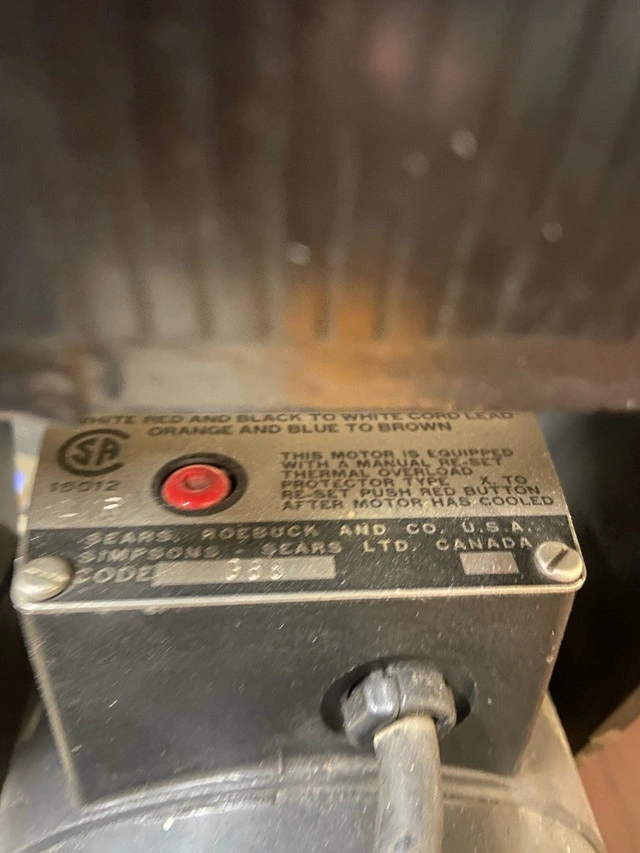 WHITE RED AND BLACK TO WHITE CORD LEAD
ORANGE AND BLUE TO BROWN
SA
16012
THIS MOTOR IS EQUIPPED
WITH A MANUAL RE-SET
THERMAL OVERLOAD
PROTECTOR TYPE X. TO
RE-SET PUSH RED BUTTON
AFTER MOTOR HAS COOLED
SEARS, ROEBUCK AND CO. U.S.A.
SIMPSONS - SEARS LTD. CANADA
CODE